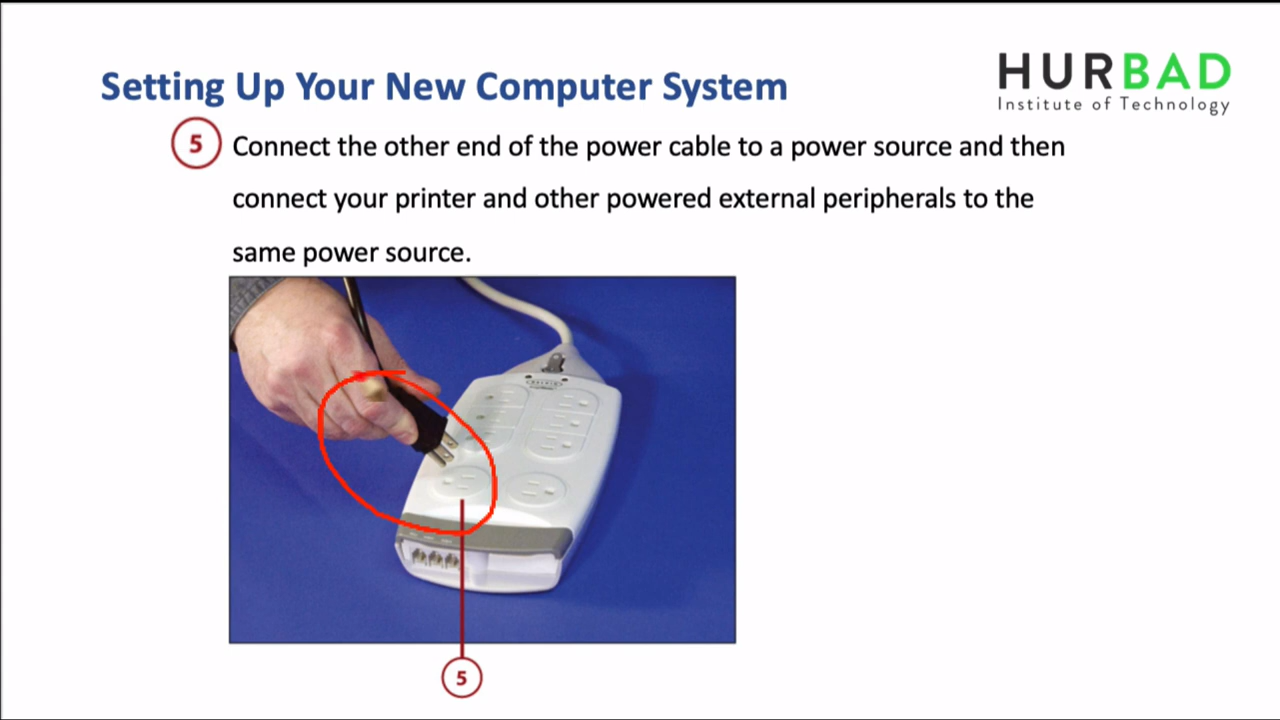 Setting Up Your New Computer System
HURBAD
Institute of Technology
5 Connect the other end of the power cable to a power source and then
connect your printer and other powered external peripherals to the
same power source.
5